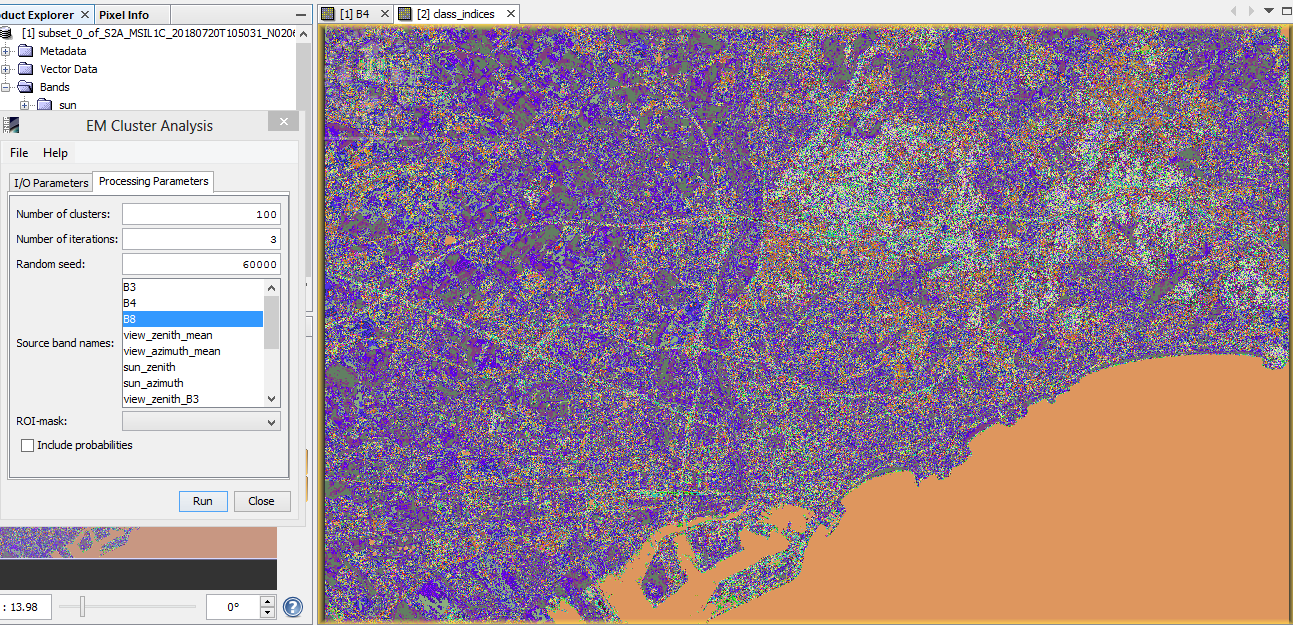 duct Explorer Pixel Info
[1] B4 [2] class_indices
[1] subset_0_of_S2A_MSIL1C_20180720T105031_N0206
Metadata
Vector Data
Bands
sun
EM Cluster Analysis
File Help
I/O Parameters Processing Parameters
Number of clusters: 100
Number of iterations: 3
Random seed: 60000
B3
B4
B8
view_zenith_mean
view_azimuth_mean
Source band names:
sun_zenith
sun_azimuth
view_zenith_B3
ROI-mask:
Include probabilities
Run Close
: 13.98 0° ?